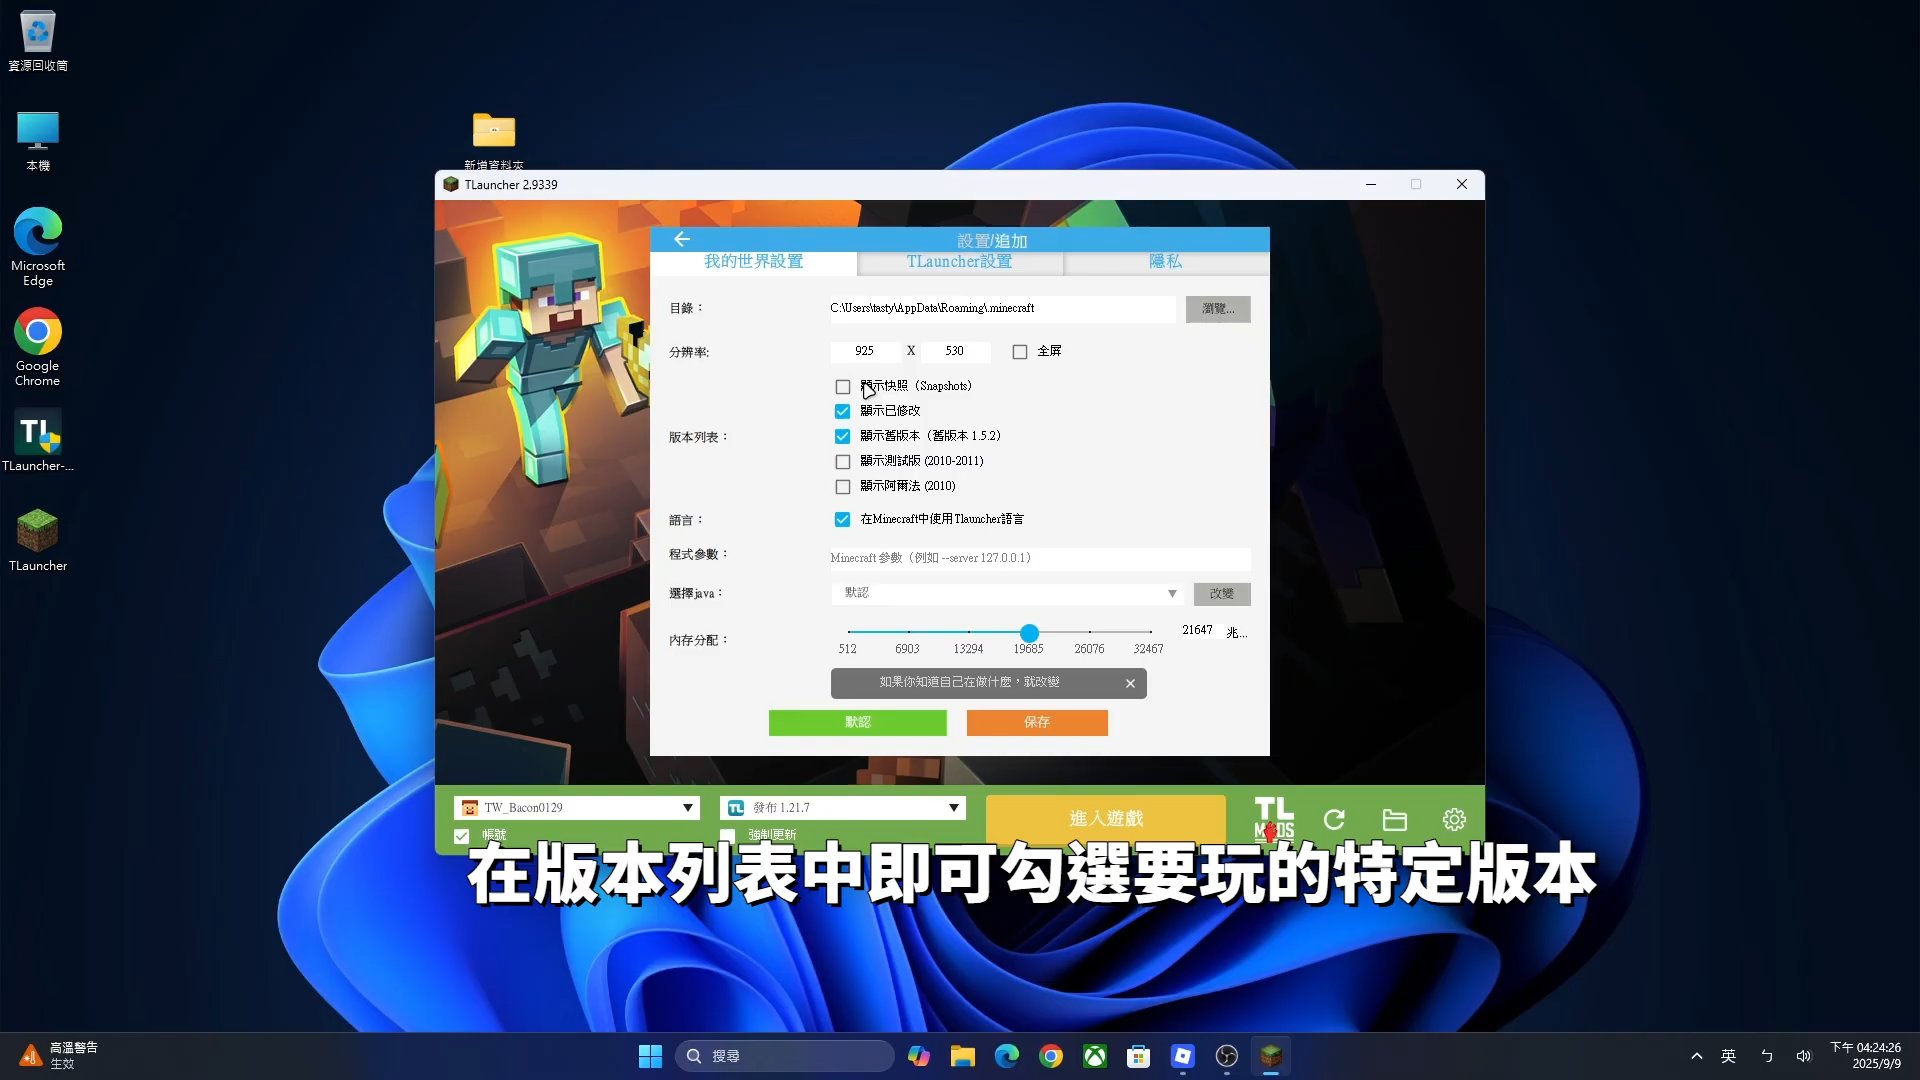 資源回收筒
本機
Microsoft
Edge
Google
Chrome
TL
TLauncher-...
TLauncher
新增資料夾
TLauncher 2.9339
設置/追加
我的世界設置
TLauncher設置
隱私
目錄：
C:\Users\tasty\AppData\Roaming\.minecraft
瀏覽...
分辨率:
925 X 530
全屏
顯示快照（Snapshots）
顯示已修改
版本列表：
顯示舊版本（舊版本 1.5.2）
顯示測試版 (2010-2011)
顯示阿爾法 (2010)
語言：
在Minecraft中使用Tlauncher語言
程式參數：
Minecraft 參數（例如 --server 127.0.0.1）
選擇java：
默認
改變
內存分配：
512 6903 13294 19685 26076 32467
21647 兆...
如果你知道自己在做什麼，就改變
默認
保存
TW_Bacon0129
TL 發布 1.21.7
進入遊戲
TL
MODS
帳號
強制更新
在版本列表中即可勾選要玩的特定版本
高溫警告
生效
搜尋
英
ㄅ
下午 04:24:26
2025/9/9